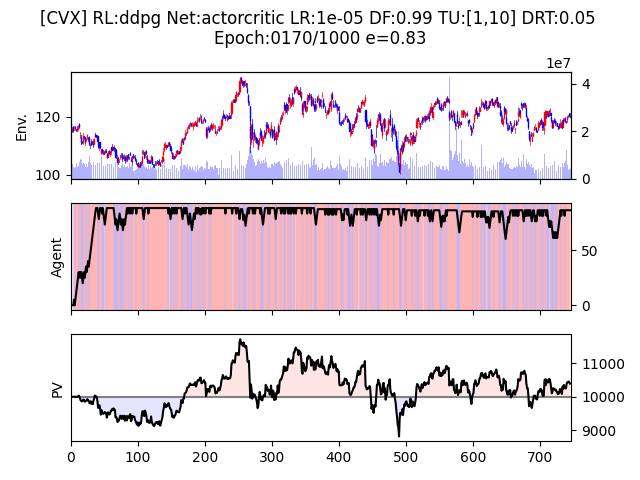 [CVX] RL:ddpg Net:actorcritic LR:1e-05 DF:0.99 TU:[1,10] DRT:0.05
Epoch:0170/1000 e=0.83
1e7
Env.
120
100
4
2
0
Agent
50
0
PV
11000
10000
9000
0 100 200 300 400 500 600 700